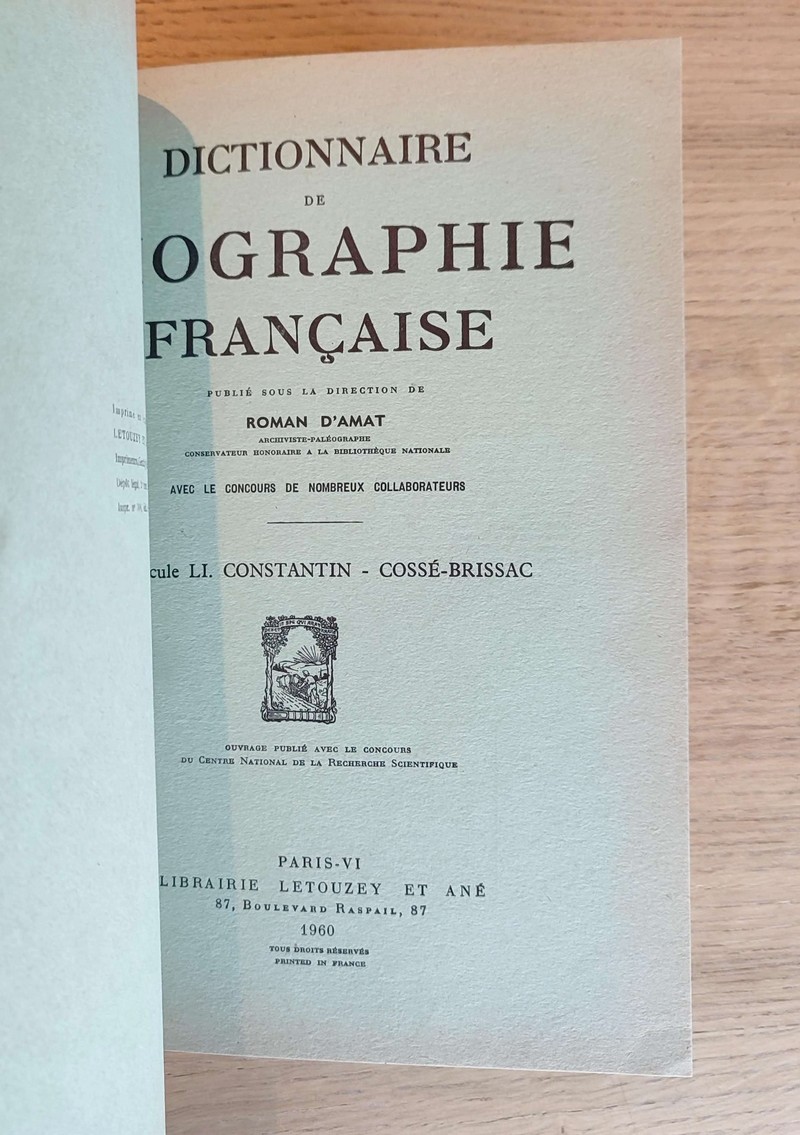 DICTIONNAIRE
DE
OGRAPHIE
FRANÇAISE
PUBLIÉ SOUS LA DIRECTION DE
ROMAN D'AMAT
ARCHIVISTE-PALÉOGRAPHE
CONSERVATEUR HONORAIRE A LA BIBLIOTHÈQUE NATIONALE
AVEC LE CONCOURS DE NOMBREUX COLLABORATEURS
cule LI. CONSTANTIN - COSSÉ-BRISSAC
OUVRAGE PUBLIÉ AVEC LE CONCOURS
DU CENTRE NATIONAL DE LA RECHERCHE SCIENTIFIQUE
PARIS-VI
LIBRAIRIE LETOUZEY ET ANÉ
87, BOULEVARD RASPAIL, 87
1960
TOUS DROITS RÉSERVÉS
PRINTED IN FRANCE
Imprimé
LETOUZEY